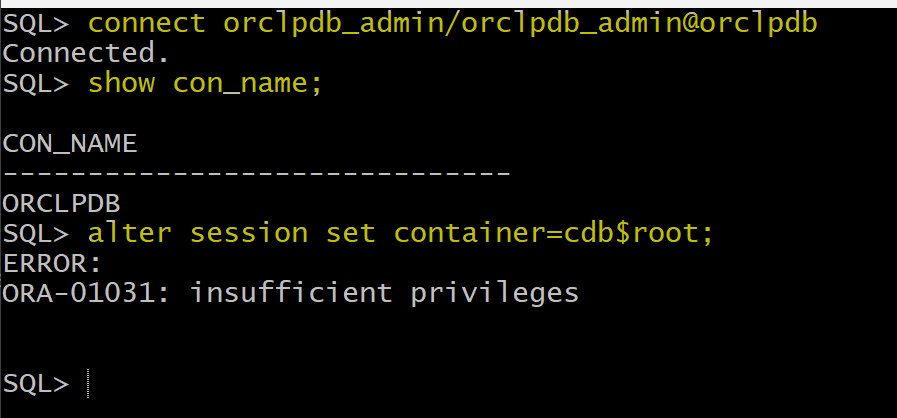 SQL> connect orclpdb_admin/orclpdb_admin@orclpdb
Connected.
SQL> show con_name;
CON_NAME
------------------------------
ORCLPDB
SQL> alter session set container=cdb$root;
ERROR:
ORA-01031: insufficient privileges
SQL>